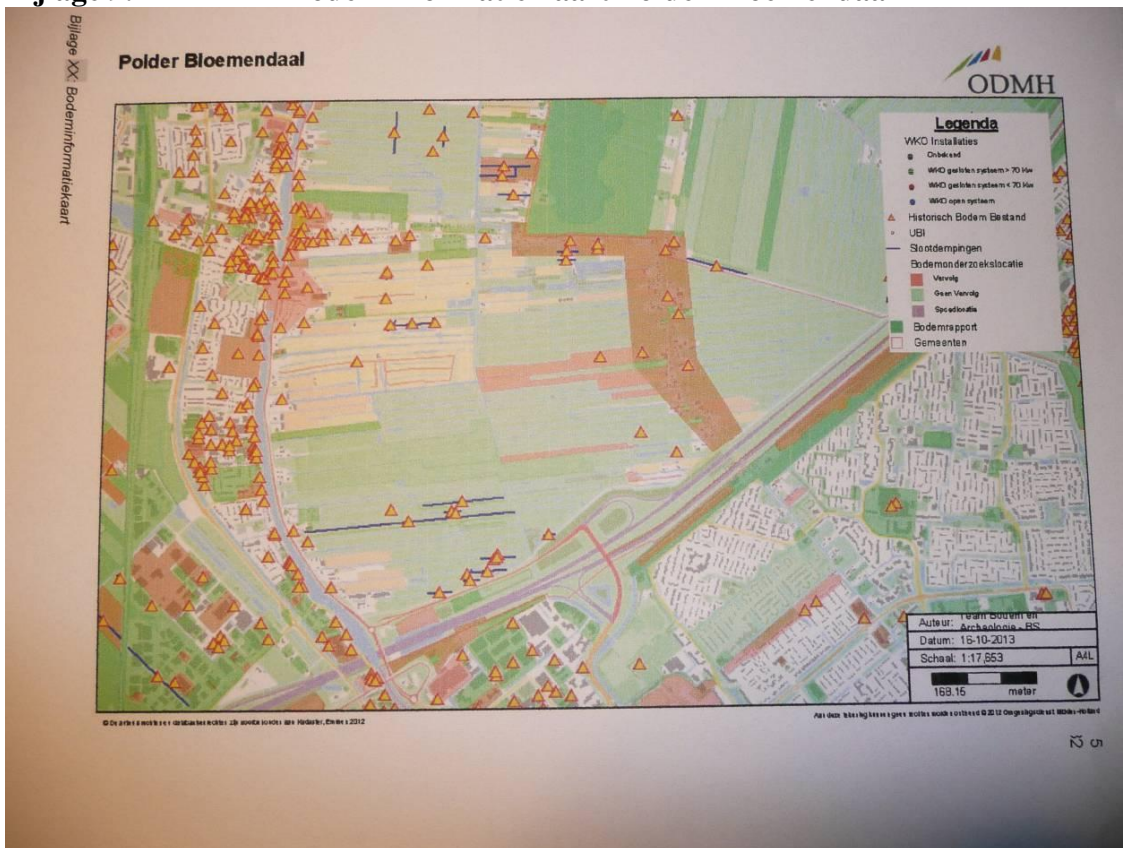 Bijlage XX: Bodeminformatiekaart
Polder Bloemendaal
ODMH
Legenda
WKO Installaties
Onbekend
WKO gesloten systeem > 70 kw
WKO gesloten systeem < 70 kw
WKO open systeem
Historisch Bodem Bestand
UBI
Slootdempingen
Bodemonderzoekslocatie
Vervolg
Geen Vervolg
Spoedlocatie
Bodemrapport
Gemeenten
Auteur: Team Bodem en
Archeologie - BS
Datum: 16-10-2013
Schaal: 1:17,653
A4L
168.15 meter
5